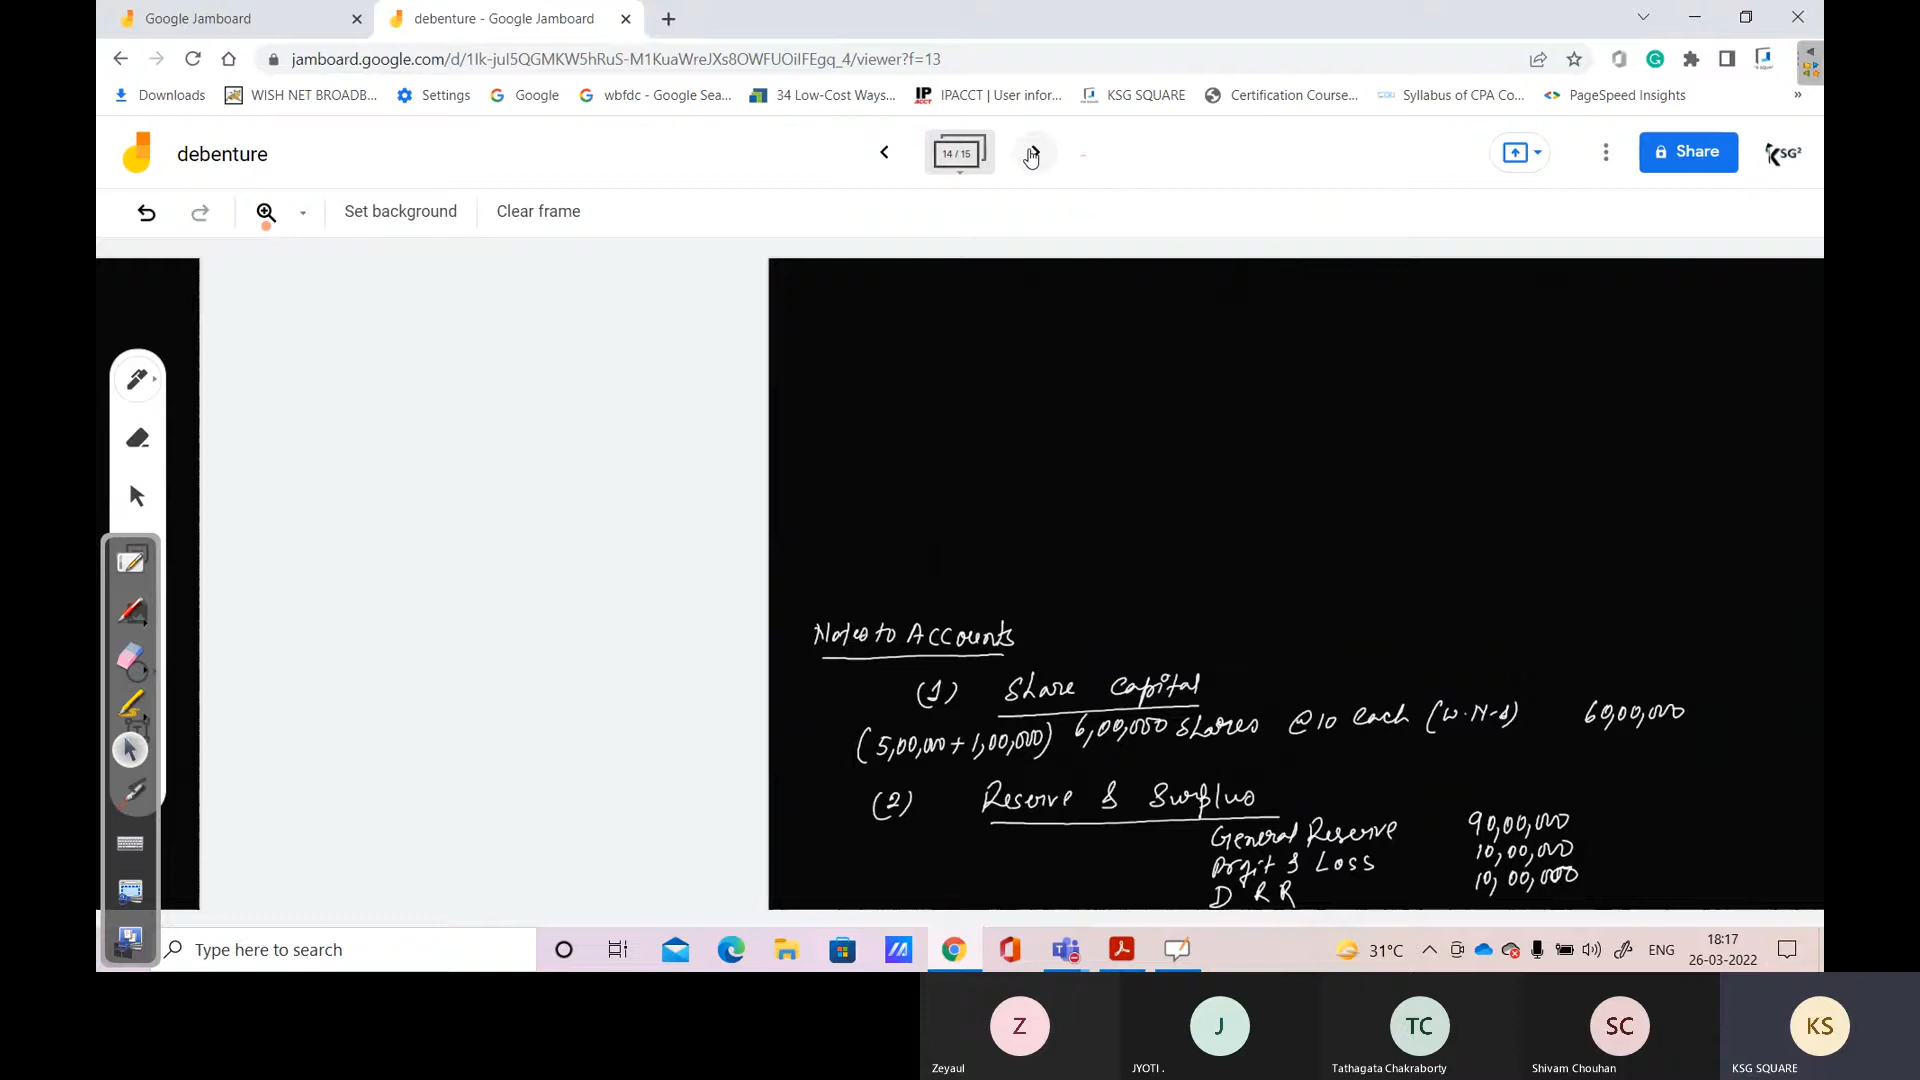 Google Jamboard
debenture - Google Jamboard
jamboard.google.com/d/1Ik-juI5QGMKW5hRuS-M1KuaWreJXs8OWFUOilFEgq_4/viewer?f=13
Downloads WISH NET BROADB... Settings Google wbfdc - Google Sea... 34 Low-Cost Ways... IPACCT | User infor... KSG SQUARE Certification Course... Syllabus of CPA Co... PageSpeed Insights »
debenture 14 / 15 Share KSG²
Set background Clear frame
Notes to Accounts
(1) Share Capital
(5,00,000 + 1,00,000) 6,00,000 shares @ 10 each (W.N-1) 60,00,000
(2) Reserve & Surplus
General Reserve 90,00,000
Profit & Loss 10,00,000
D R R 10,00,000
Type here to search 31°C ENG 18:17
26-03-2022
Z J TC SC KS
Zeyaul JYOTI . Tathagata Chakraborty Shivam Chouhan KSG SQUARE